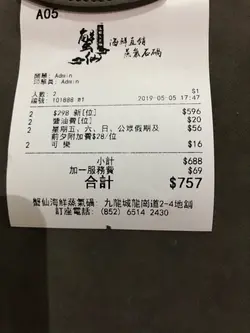 A05
蟹仙
海鮮直銷
蒸氣石鍋
開單: Admin
印單員: Admin
人數: 2 S1
編號: 101888 #1 2019-05-05 17:47
2 $298 新[位] $596
2 醬油費[位] $20
2 星期五，六，日，公眾假期及 $56
前夕附加費$28/位
2 可樂 $16
小計 $688
加一服務費 $69
合計 $757
蟹仙海鮮蒸氣鍋: 九龍城龍崗道2-4地舖
訂座電話: (852) 6514 2430